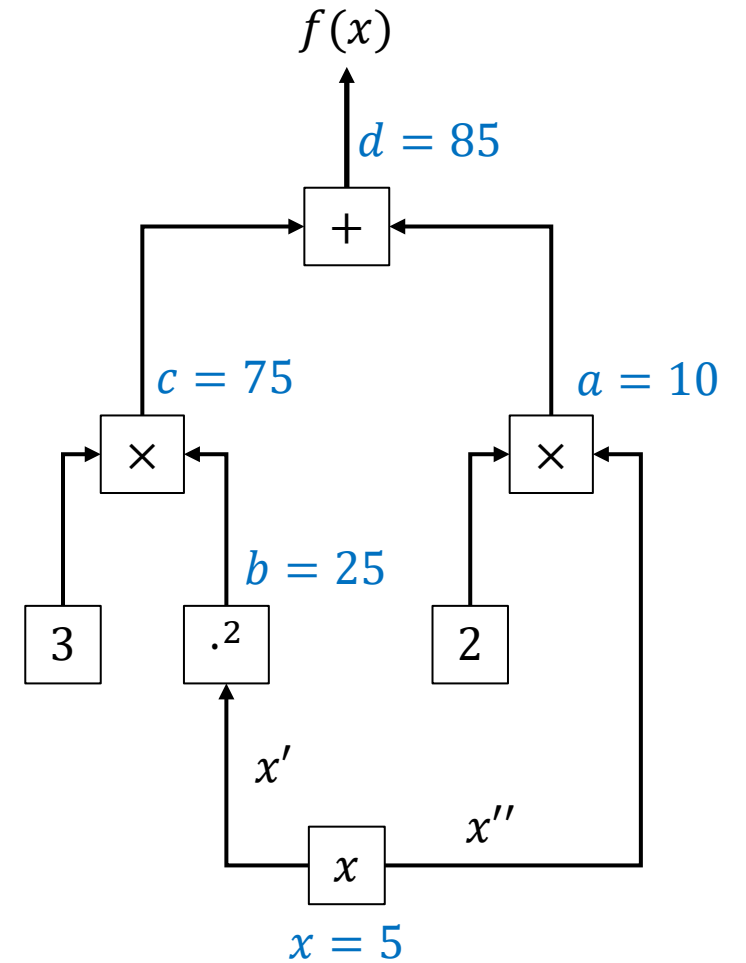 f(x)
d = 85
+
c = 75
a = 10
× ×
b = 25
3 .² 2
x′
x′′
x
x = 5